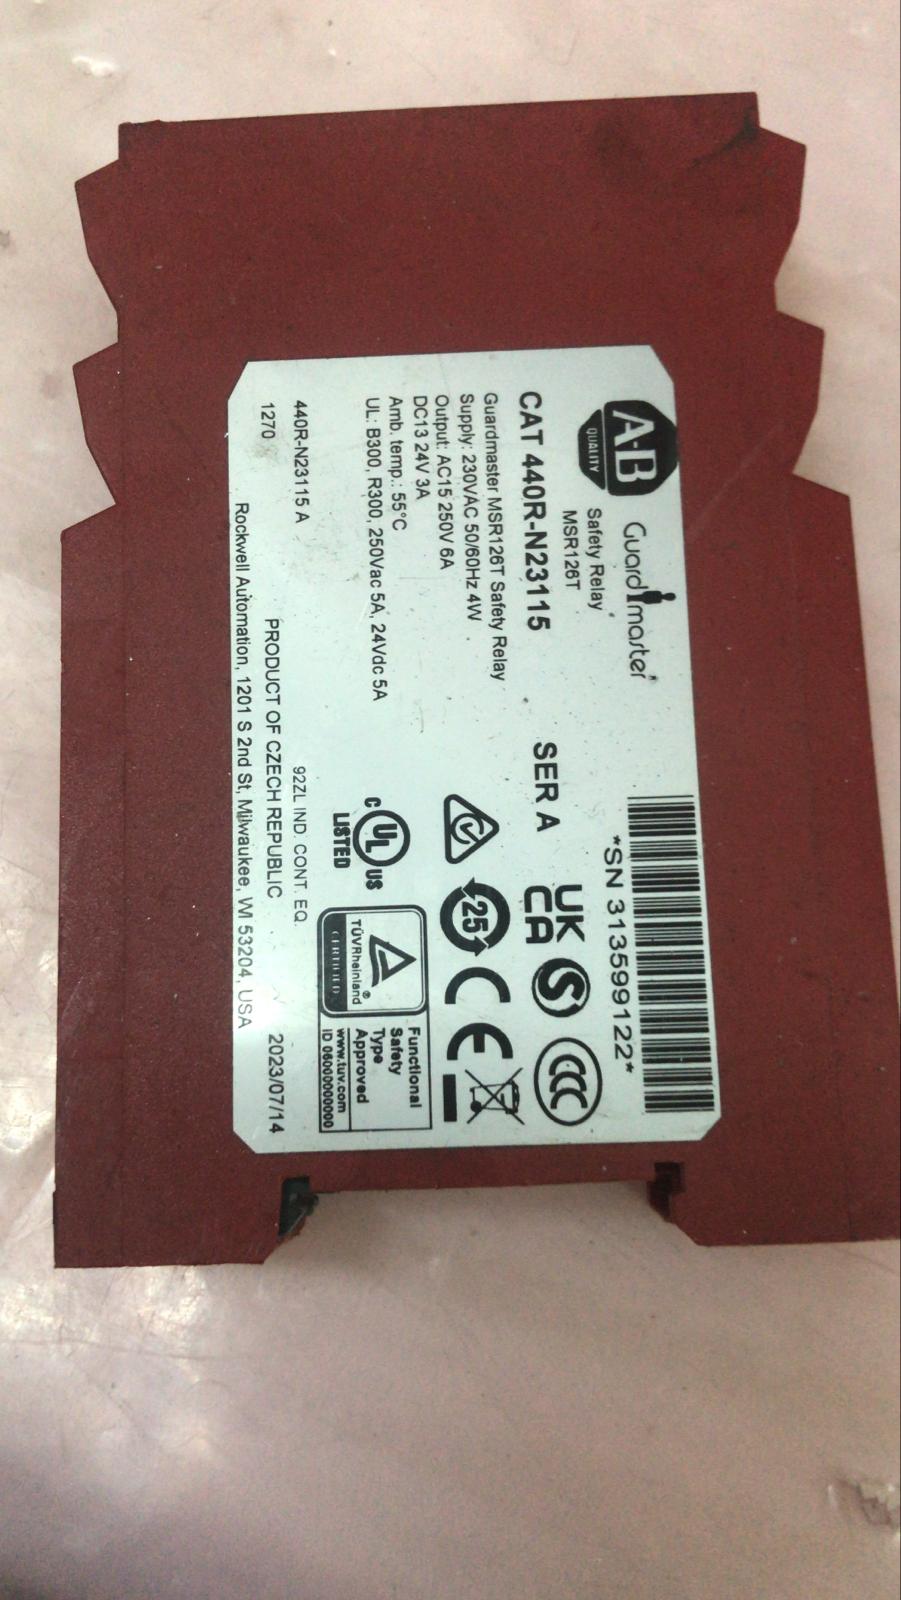 A-B
QUALITY
Guardmaster
Safety Relay
MSR126T
*SN 313599122*
CAT 440R-N23115 SER A
Guardmaster MSR126T Safety Relay
Supply: 230VAC 50/60Hz 4W
Output: AC15 250V 6A
DC13 24V 3A
Amb. temp.: 55°C
UL: B300, R300, 250Vac 5A, 24Vdc 5A
UK
CA
S
CCC
25
CE
C UL US
LISTED
TÜVRheinland®
CERTIFIED
Functional
Safety
Type
Approved
www.tuv.com
ID 0600000000
440R-N23115 A
92ZL IND. CONT. EQ.
1270
PRODUCT OF CZECH REPUBLIC
2023/07/14
Rockwell Automation, 1201 S 2nd St, Milwaukee, WI 53204, USA